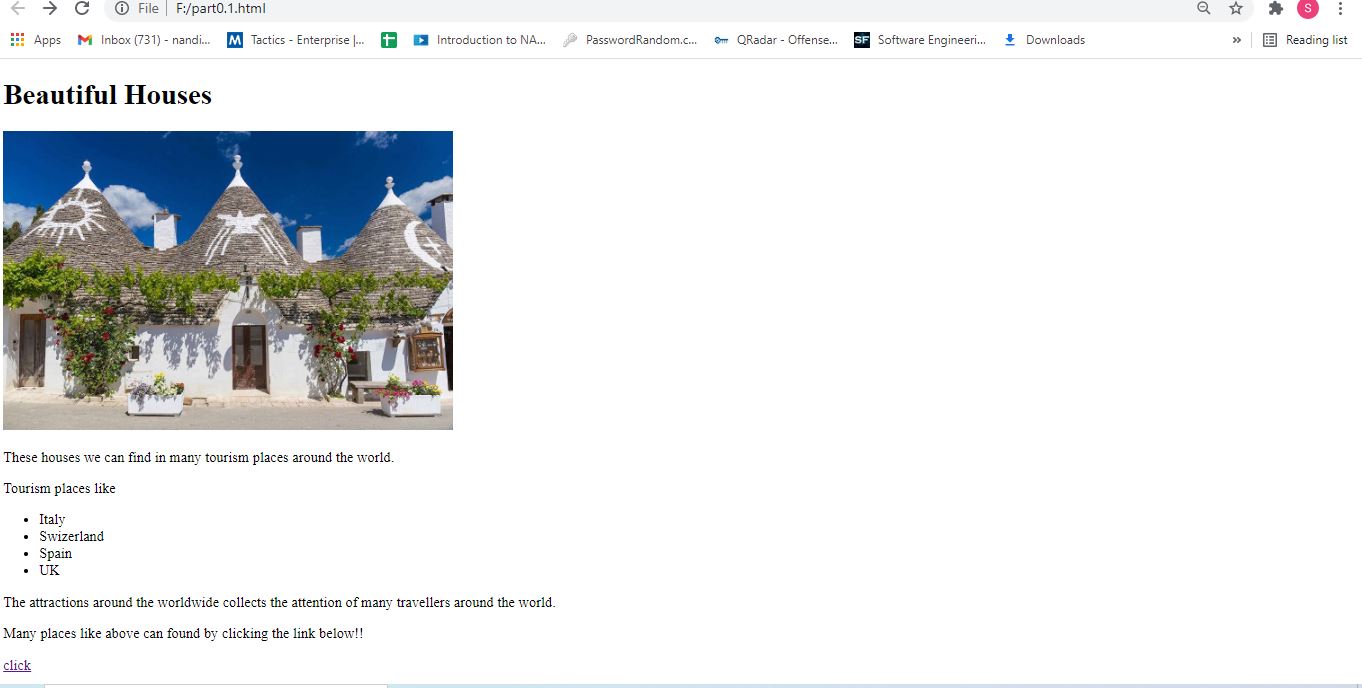 File F:/part0.1.html S
Apps Inbox (731) - nandi... M Tactics - Enterprise |... Introduction to NA... PasswordRandom.c... QRadar - Offense... SF Software Engineeri... Downloads » Reading list
Beautiful Houses
These houses we can find in many tourism places around the world.
Tourism places like
• Italy
• Swizerland
• Spain
• UK
The attractions around the worldwide collects the attention of many travellers around the world.
Many places like above can found by clicking the link below!!
click